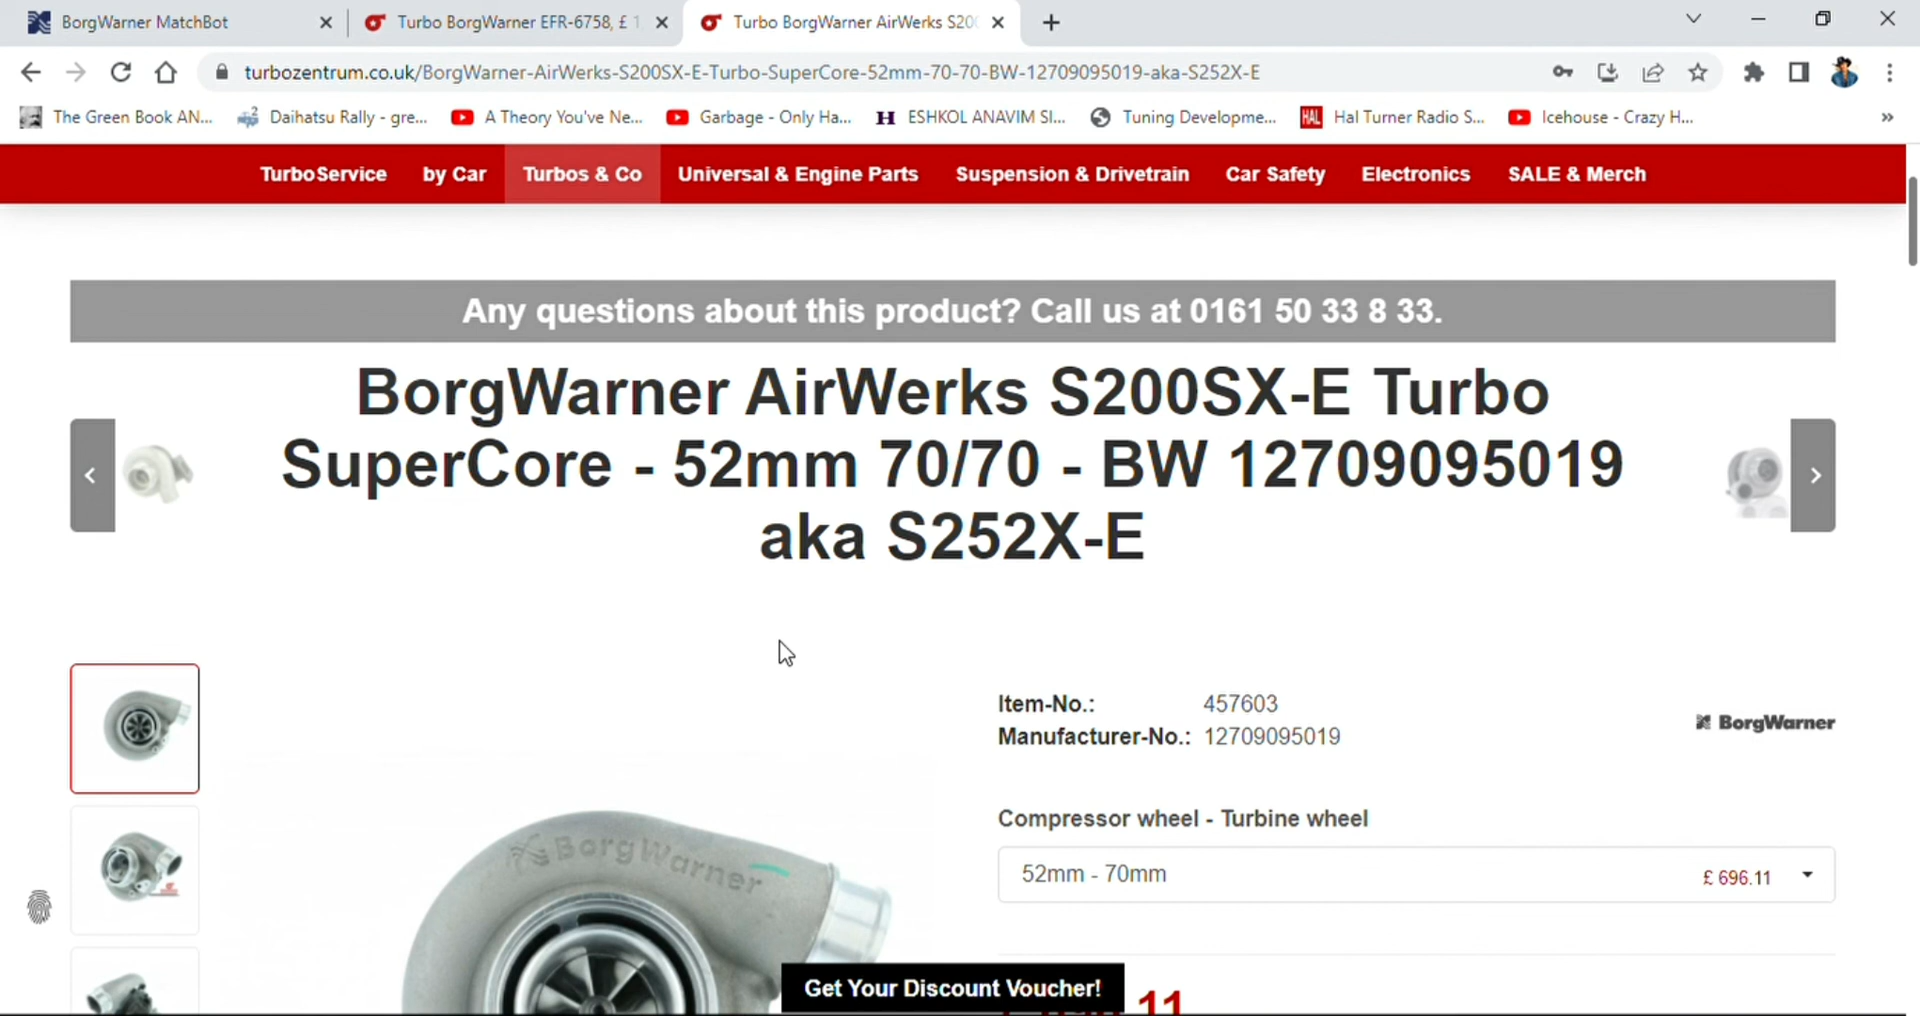 BorgWarner MatchBot
Turbo BorgWarner EFR-6758, £ 1
Turbo BorgWarner AirWerks S200
turbozentrum.co.uk/BorgWarner-AirWerks-S200SX-E-Turbo-SuperCore-52mm-70-70-BW-12709095019-aka-S252X-E
The Green Book AN...
Daihatsu Rally - gre...
A Theory You've Ne...
Garbage - Only Ha...
H ESHKOL ANAVIM SI...
Tuning Developme...
HAL Hal Turner Radio S...
Icehouse - Crazy H...
TurboService
by Car
Turbos & Co
Universal & Engine Parts
Suspension & Drivetrain
Car Safety
Electronics
SALE & Merch
Any questions about this product? Call us at 0161 50 33 8 33.
BorgWarner AirWerks S200SX-E Turbo
SuperCore - 52mm 70/70 - BW 12709095019
aka S252X-E
Item-No.: 457603
Manufacturer-No.: 12709095019
BorgWarner
Compressor wheel - Turbine wheel
52mm - 70mm £ 696.11
BorgWarner
Get Your Discount Voucher!
11